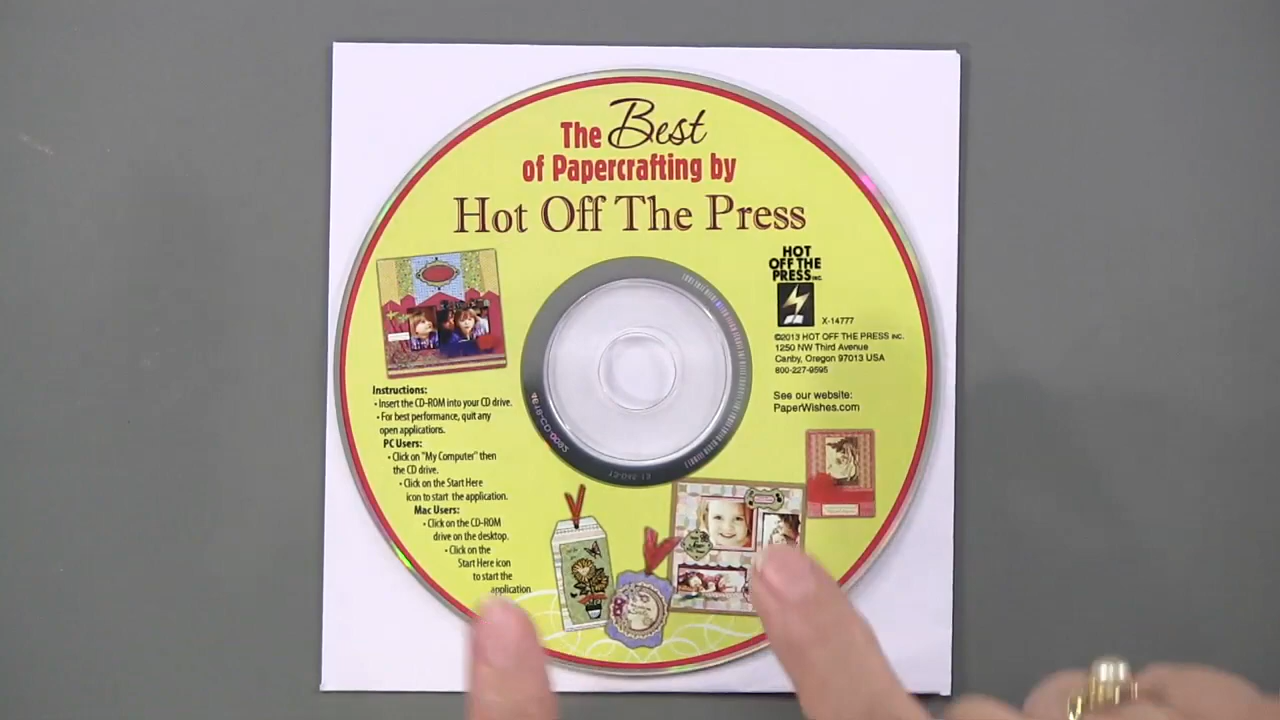 The Best
of Papercrafting by
Hot Off The Press
HOT
OFF THE
PRESS INC.
X-14777
©2013 HOT OFF THE PRESS INC.
1250 NW Third Avenue
Canby, Oregon 97013 USA
800-227-9595
See our website:
PaperWishes.com
Instructions:
• Insert the CD-ROM into your CD drive.
• For best performance, quit any
open applications.
PC Users:
• Click on "My Computer" then
the CD drive.
• Click on the Start Here
icon to start the application.
Mac Users:
• Click on the CD-ROM
drive on the desktop.
• Click on the
Start Here icon
to start the
application